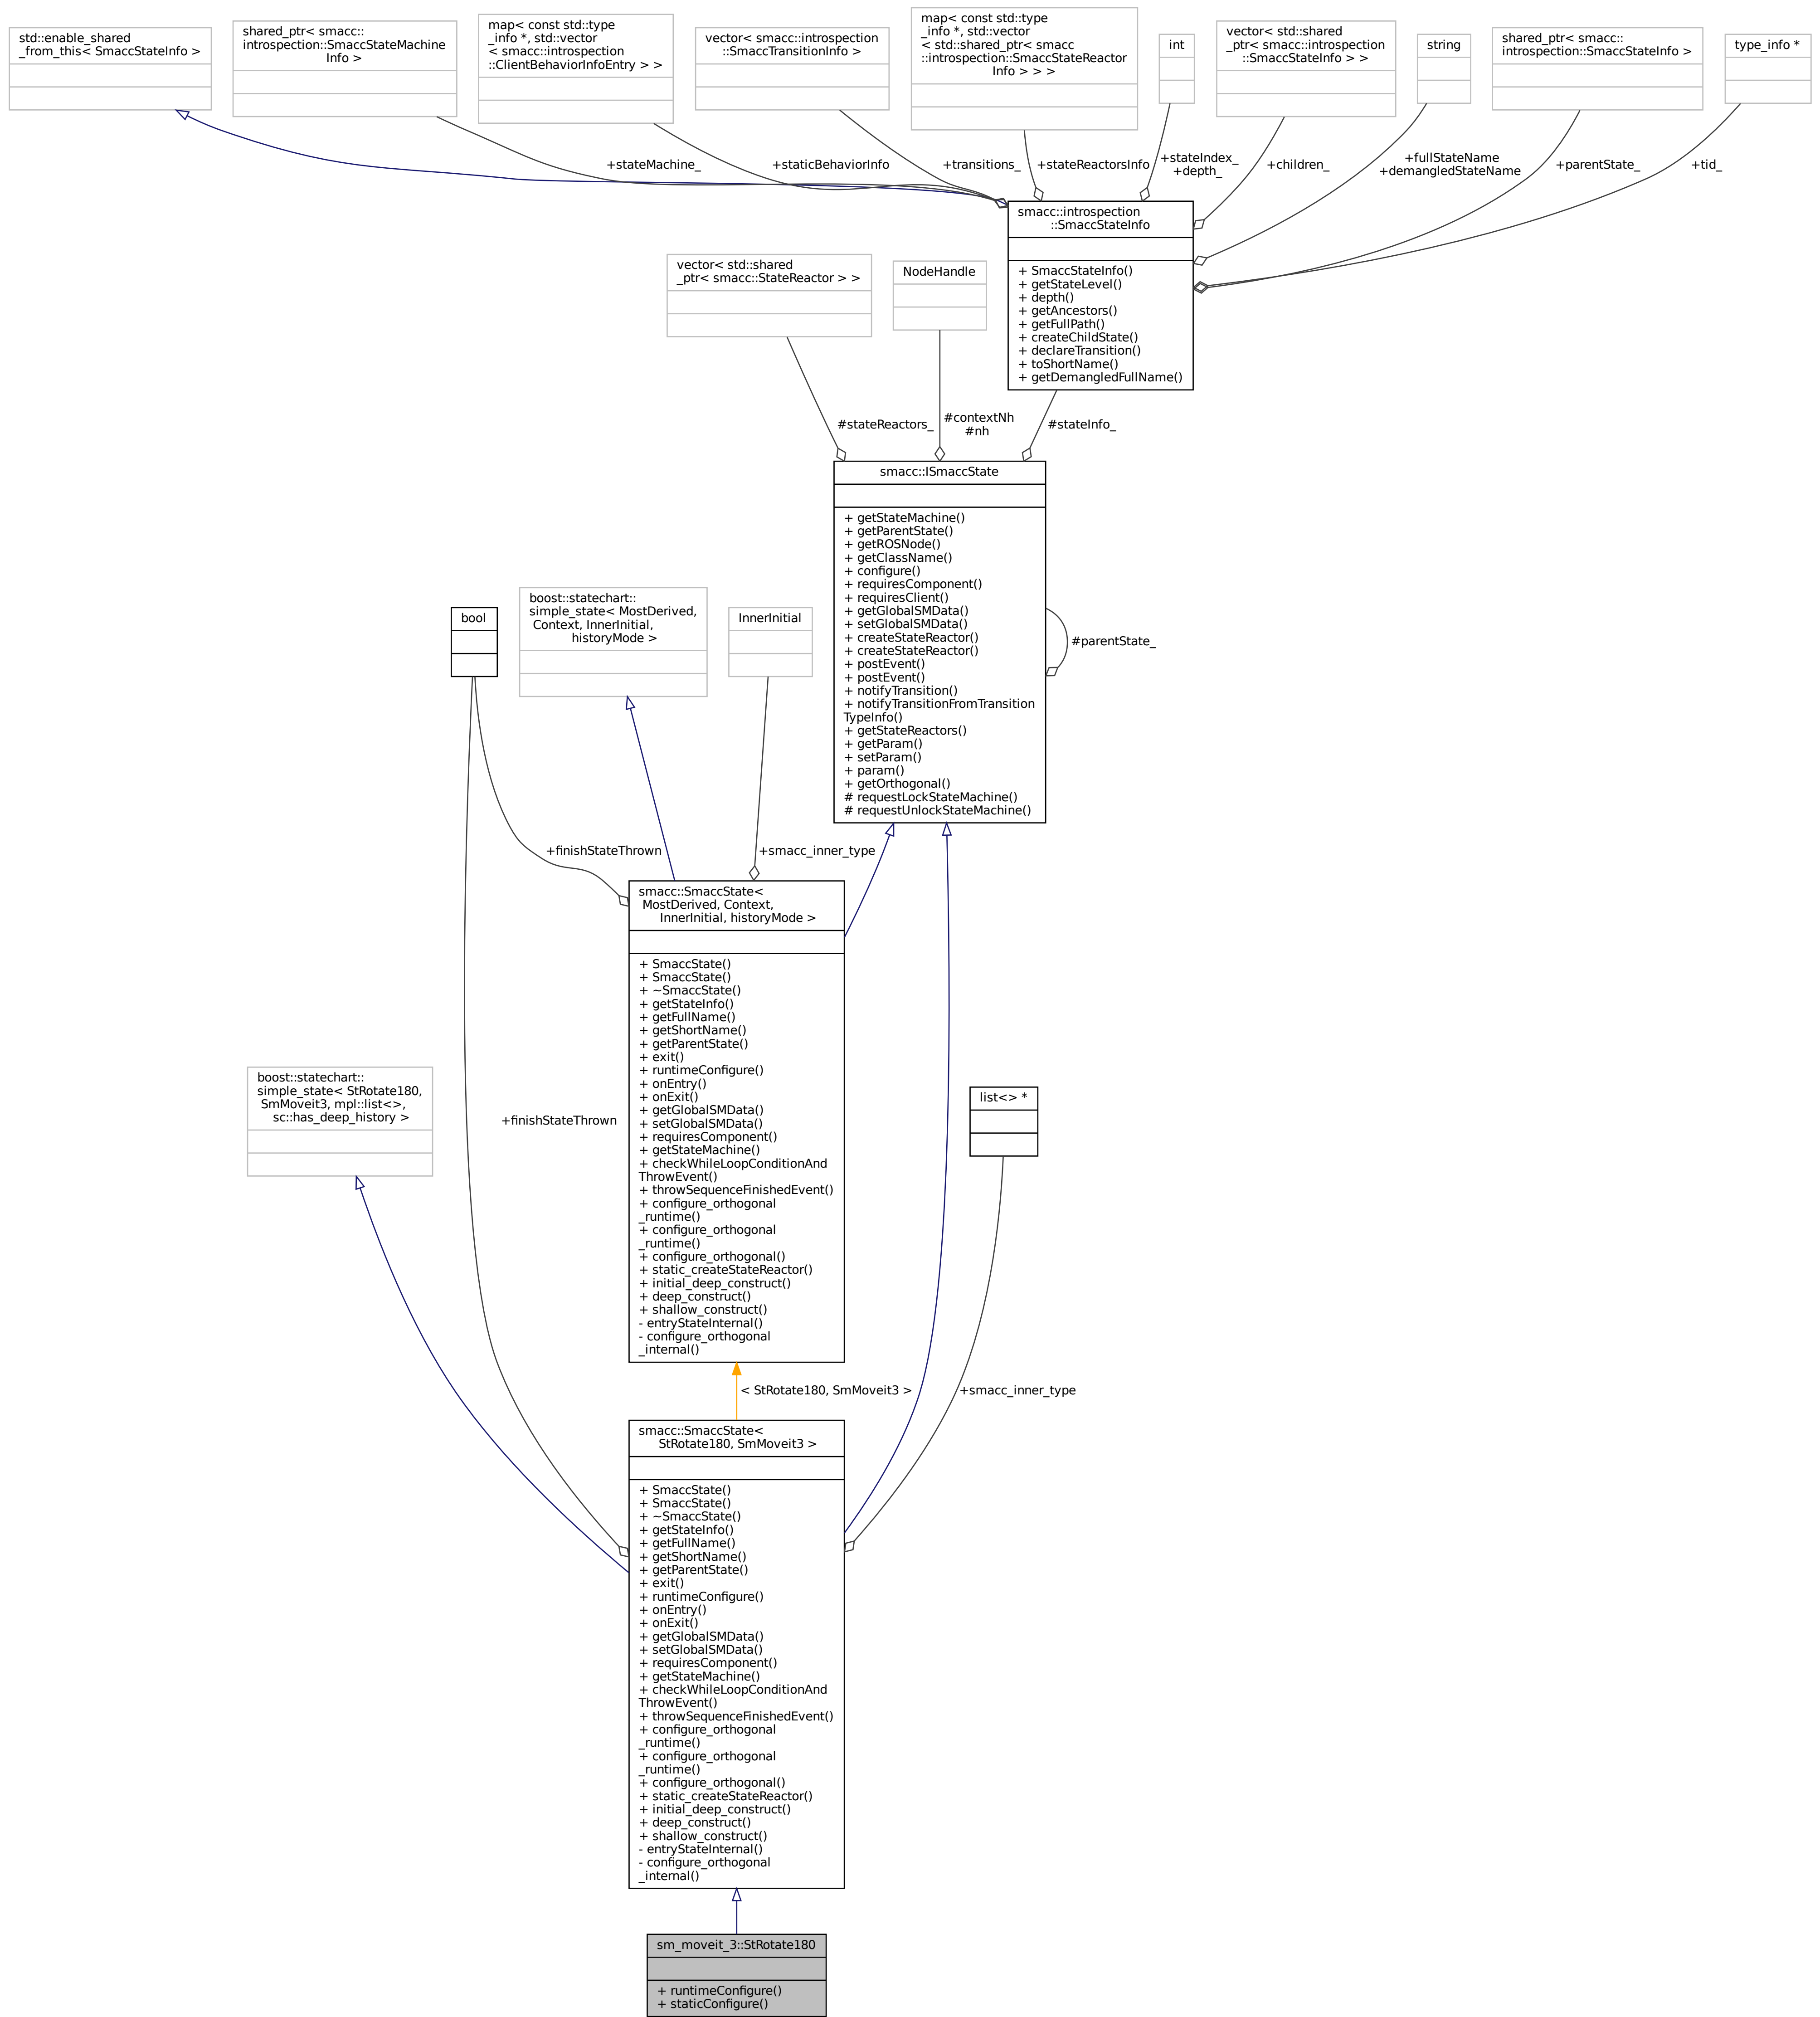 std::enable_shared
_from_this< SmaccStateInfo >
shared_ptr< smacc::
introspection::SmaccStateMachine
Info >
map< const std::type
_info *, std::vector
< smacc::introspection
::ClientBehaviorInfoEntry > >
vector< smacc::introspection
::SmaccTransitionInfo >
map< const std::type
_info *, std::vector
< std::shared_ptr< smacc
::introspection::SmaccStateReactor
Info > > >
int
vector< std::shared
_ptr< smacc::introspection
::SmaccStateInfo > >
string
shared_ptr< smacc::
introspection::SmaccStateInfo >
type_info *
+stateMachine_
+staticBehaviorInfo
+transitions_
+stateReactorsInfo
+stateIndex_
+depth_
+children_
+fullStateName
+demangledStateName
+parentState_
+tid_
smacc::introspection
::SmaccStateInfo
+ SmaccStateInfo()
+ getStateLevel()
+ depth()
+ getAncestors()
+ getFullPath()
+ createChildState()
+ declareTransition()
+ toShortName()
+ getDemangledFullName()
vector< std::shared
_ptr< smacc::StateReactor > >
NodeHandle
#stateReactors_
#contextNh
#nh
#stateInfo_
smacc::ISmaccState
+ getStateMachine()
+ getParentState()
+ getROSNode()
+ getClassName()
+ configure()
+ requiresComponent()
+ requiresClient()
+ getGlobalSMData()
+ setGlobalSMData()
+ createStateReactor()
+ createStateReactor()
+ postEvent()
+ postEvent()
+ notifyTransition()
+ notifyTransitionFromTransition
TypeInfo()
+ getStateReactors()
+ getParam()
+ setParam()
+ param()
+ getOrthogonal()
# requestLockStateMachine()
# requestUnlockStateMachine()
#parentState_
bool
boost::statechart::
simple_state< MostDerived,
Context, InnerInitial,
historyMode >
InnerInitial
+finishStateThrown
+smacc_inner_type
smacc::SmaccState<
MostDerived, Context,
InnerInitial, historyMode >
+ SmaccState()
+ SmaccState()
+ ~SmaccState()
+ getStateInfo()
+ getFullName()
+ getShortName()
+ getParentState()
+ exit()
+ runtimeConfigure()
+ onEntry()
+ onExit()
+ getGlobalSMData()
+ setGlobalSMData()
+ requiresComponent()
+ getStateMachine()
+ checkWhileLoopConditionAnd
ThrowEvent()
+ throwSequenceFinishedEvent()
+ configure_orthogonal
_runtime()
+ configure_orthogonal
_runtime()
+ configure_orthogonal()
+ static_createStateReactor()
+ initial_deep_construct()
+ deep_construct()
+ shallow_construct()
- entryStateInternal()
- configure_orthogonal
_internal()
boost::statechart::
simple_state< StRotate180,
SmMoveit3, mpl::list<>,
sc::has_deep_history >
+finishStateThrown
list<> *
< StRotate180, SmMoveit3 >
+smacc_inner_type
smacc::SmaccState<
StRotate180, SmMoveit3 >
+ SmaccState()
+ SmaccState()
+ ~SmaccState()
+ getStateInfo()
+ getFullName()
+ getShortName()
+ getParentState()
+ exit()
+ runtimeConfigure()
+ onEntry()
+ onExit()
+ getGlobalSMData()
+ setGlobalSMData()
+ requiresComponent()
+ getStateMachine()
+ checkWhileLoopConditionAnd
ThrowEvent()
+ throwSequenceFinishedEvent()
+ configure_orthogonal
_runtime()
+ configure_orthogonal
_runtime()
+ configure_orthogonal()
+ static_createStateReactor()
+ initial_deep_construct()
+ deep_construct()
+ shallow_construct()
- entryStateInternal()
- configure_orthogonal
_internal()
sm_moveit_3::StRotate180
+ runtimeConfigure()
+ staticConfigure()